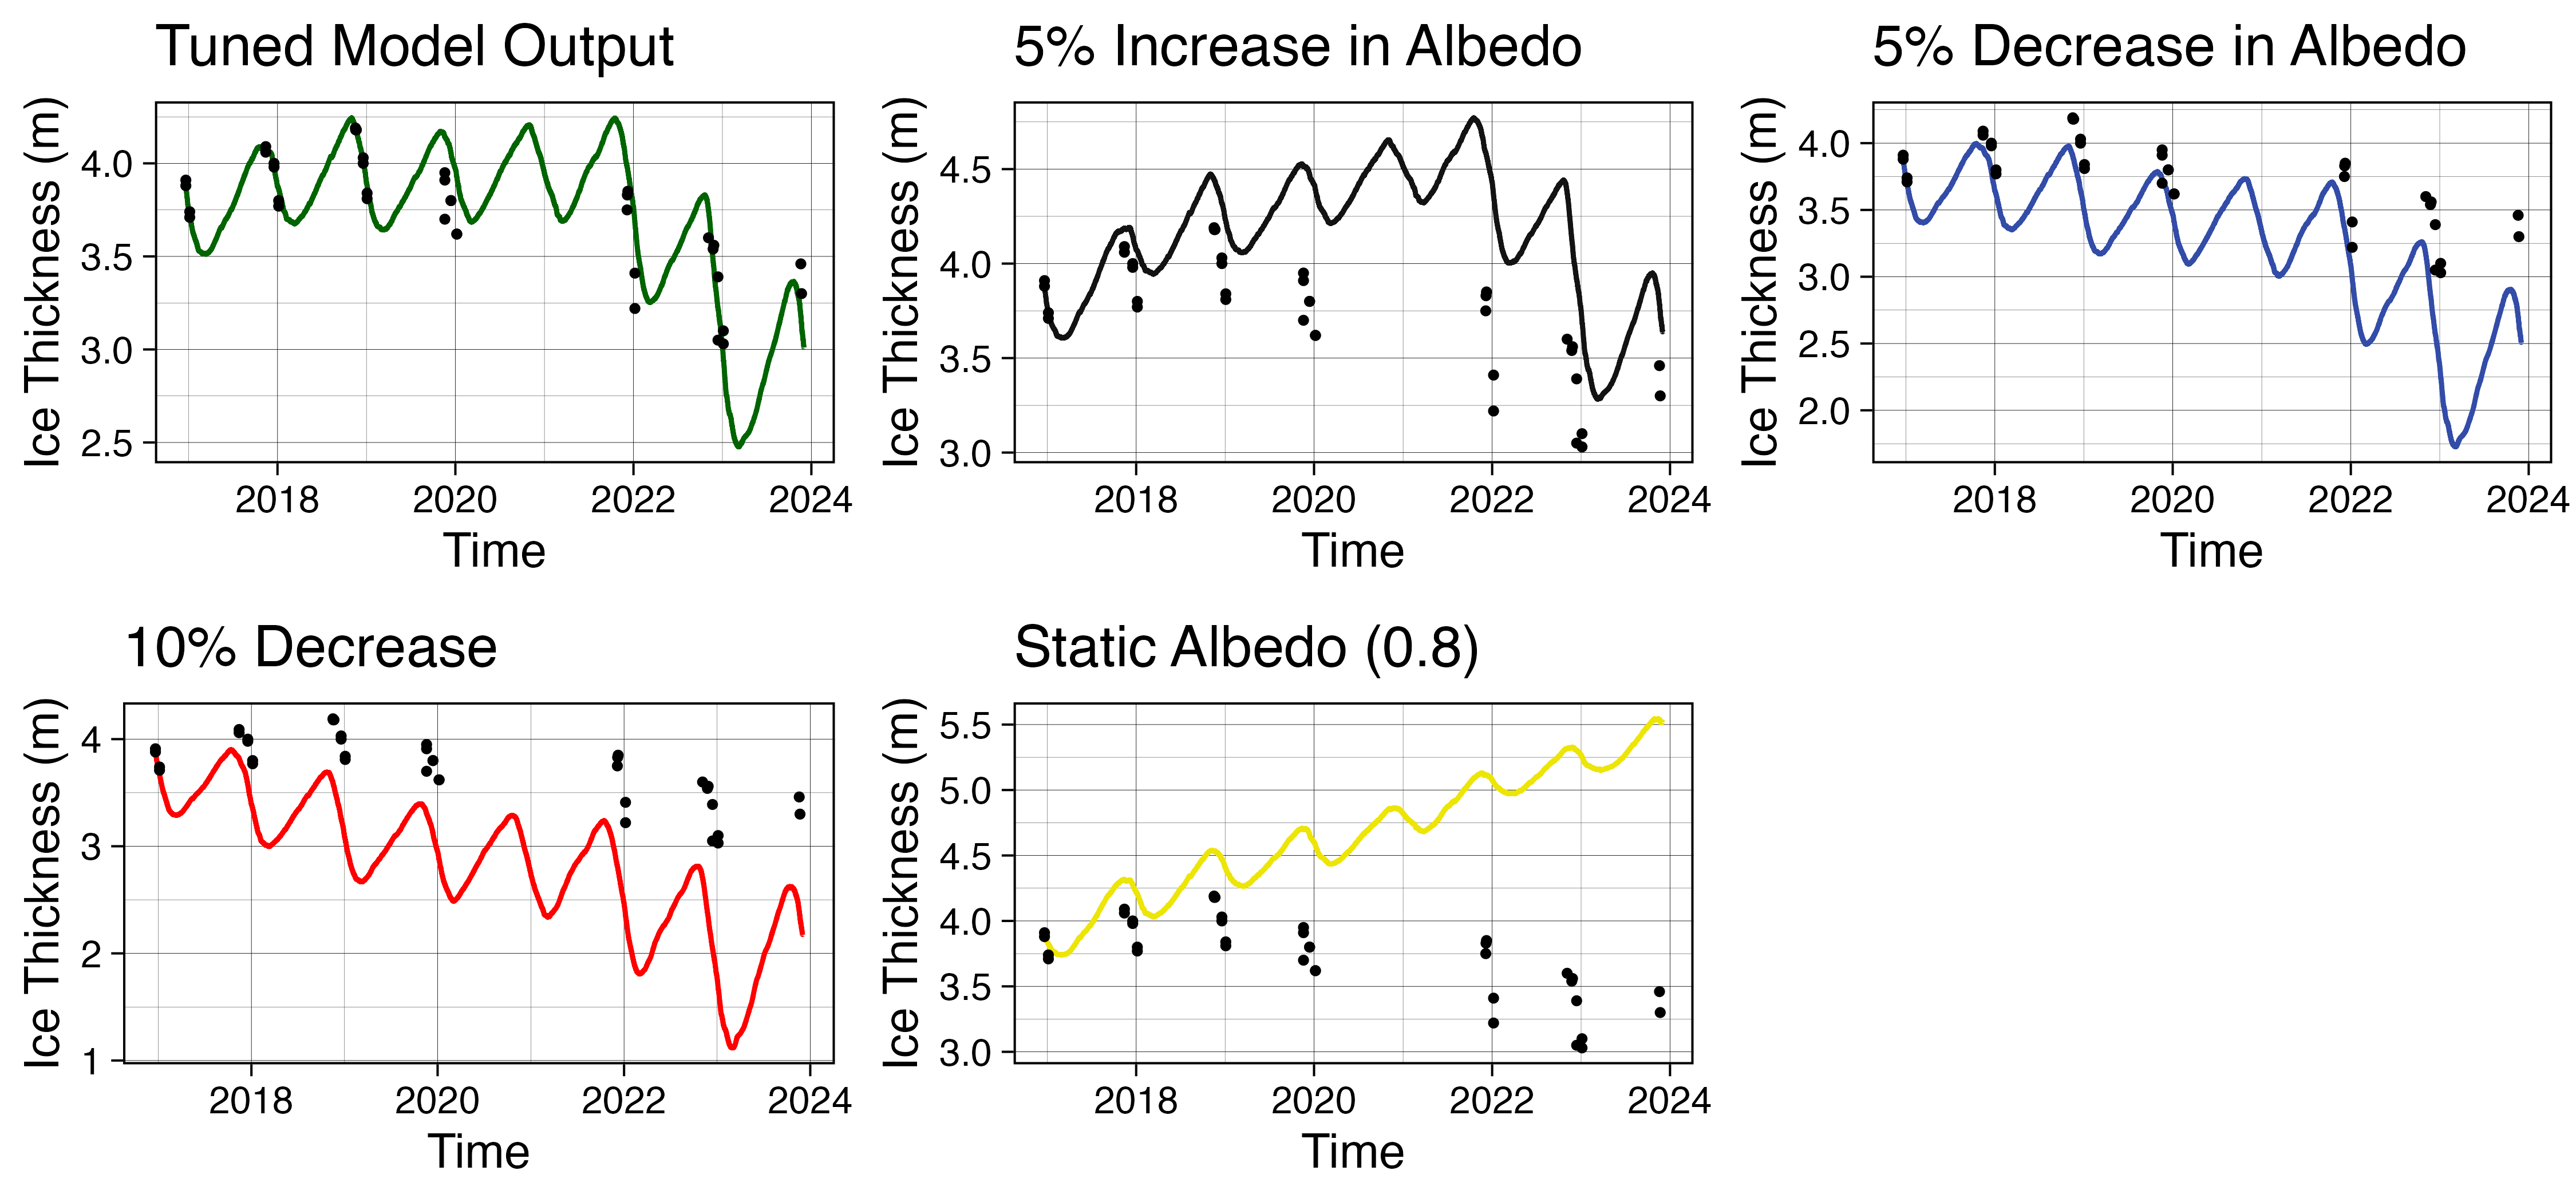 Tuned Model Output
Ice Thickness (m)
4.0
3.5
3.0
2.5
2018
2020
2022
2024
Time
5% Increase in Albedo
Ice Thickness (m)
4.5
4.0
3.5
3.0
2018
2020
2022
2024
Time
5% Decrease in Albedo
Ice Thickness (m)
4.0
3.5
3.0
2.5
2.0
2018
2020
2022
2024
Time
10% Decrease
Ice Thickness (m)
4
3
2
1
2018
2020
2022
2024
Time
Static Albedo (0.8)
Ice Thickness (m)
5.5
5.0
4.5
4.0
3.5
3.0
2018
2020
2022
2024
Time